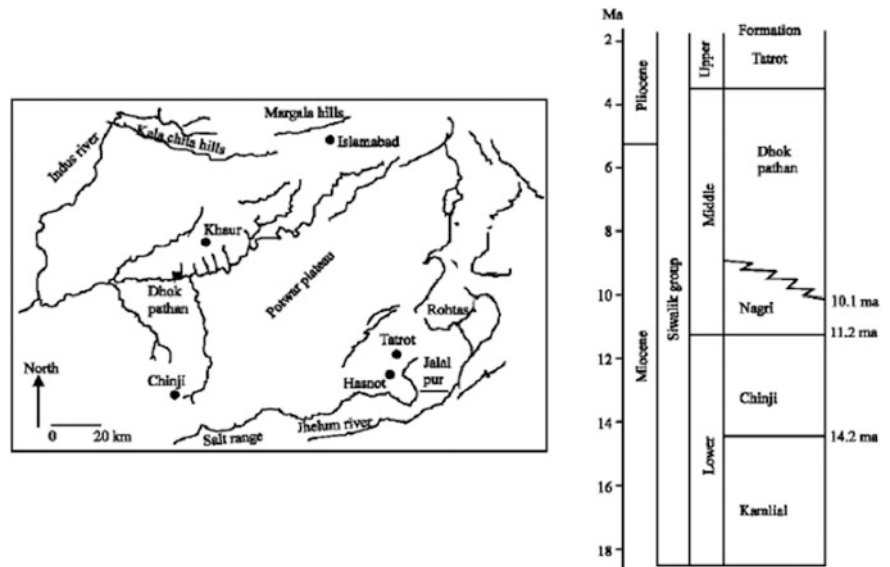 Margala hills
Islamabad
Kala chita hills
Indus river
Khaur
Dhok
pathan
Potwar plateau
Rohtas
Tatrot
Jalal
pur
Hasnot
Chinji
North
0 20 km
Salt range
Jhelum river
Ma
2
4
6
8
10
12
14
16
18
Pliocene
Miocene
Siwalik group
Upper
Middle
Lower
Formation
Tatrot
Dhok
pathan
Nagri
10.1 ma
11.2 ma
Chinji
14.2 ma
Kamlial